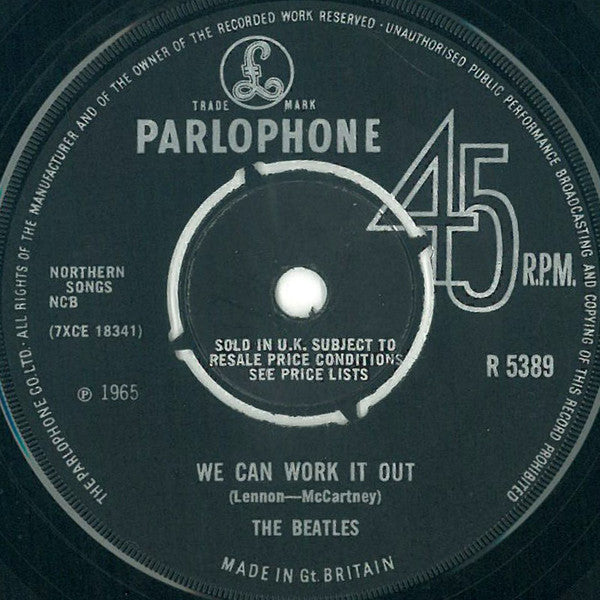 THE PARLOPHONE CO. LTD. · ALL RIGHTS OF THE MANUFACTURER AND OF THE OWNER OF THE RECORDED WORK RESERVED · UNAUTHORISED PUBLIC PERFORMANCE BROADCASTING AND COPYING OF THIS RECORD PROHIBITED
£
TRADE MARK
PARLOPHONE
45
R.P.M.
NORTHERN
SONGS
NCB
(7XCE 18341)
℗ 1965
SOLD IN U.K. SUBJECT TO
RESALE PRICE CONDITIONS
SEE PRICE LISTS
R 5389
WE CAN WORK IT OUT
(Lennon—McCartney)
THE BEATLES
MADE IN Gt. BRITAIN